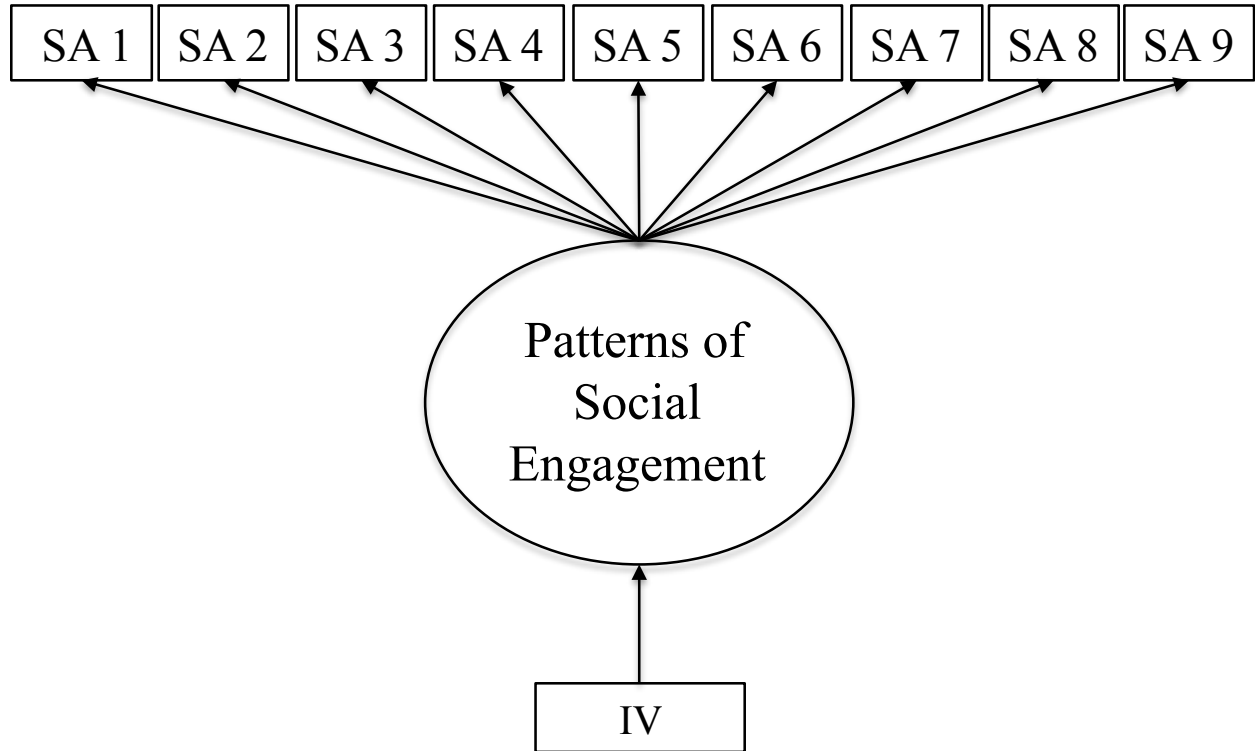 SA 1
SA 2
SA 3
SA 4
SA 5
SA 6
SA 7
SA 8
SA 9
Patterns of
Social
Engagement
IV